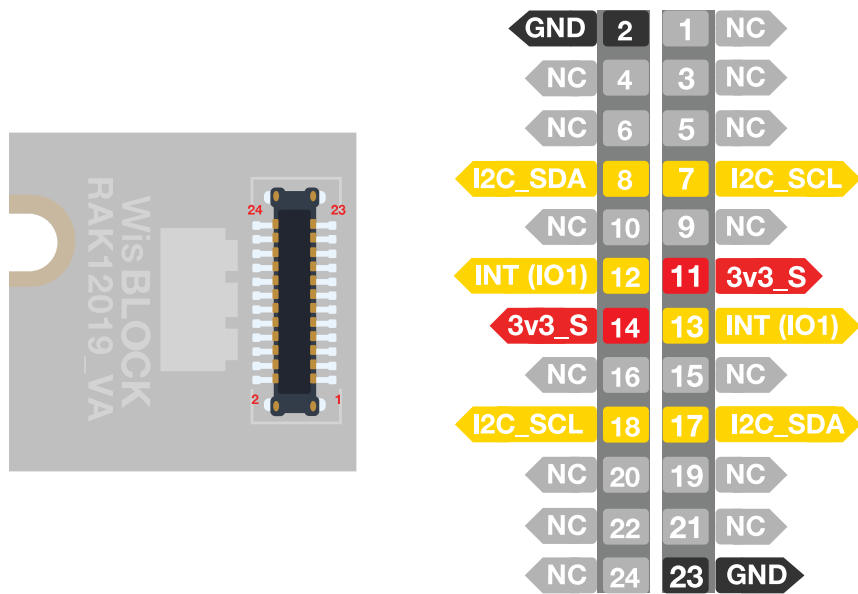 GND 2 1 NC
NC 4 3 NC
NC 6 5 NC
I2C_SDA 8 7 I2C_SCL
NC 10 9 NC
INT (IO1) 12 11 3v3_S
3v3_S 14 13 INT (IO1)
NC 16 15 NC
I2C_SCL 18 17 I2C_SDA
NC 20 19 NC
NC 22 21 NC
NC 24 23 GND
WisBLOCK
RAK12019_VA
24 23
2 1